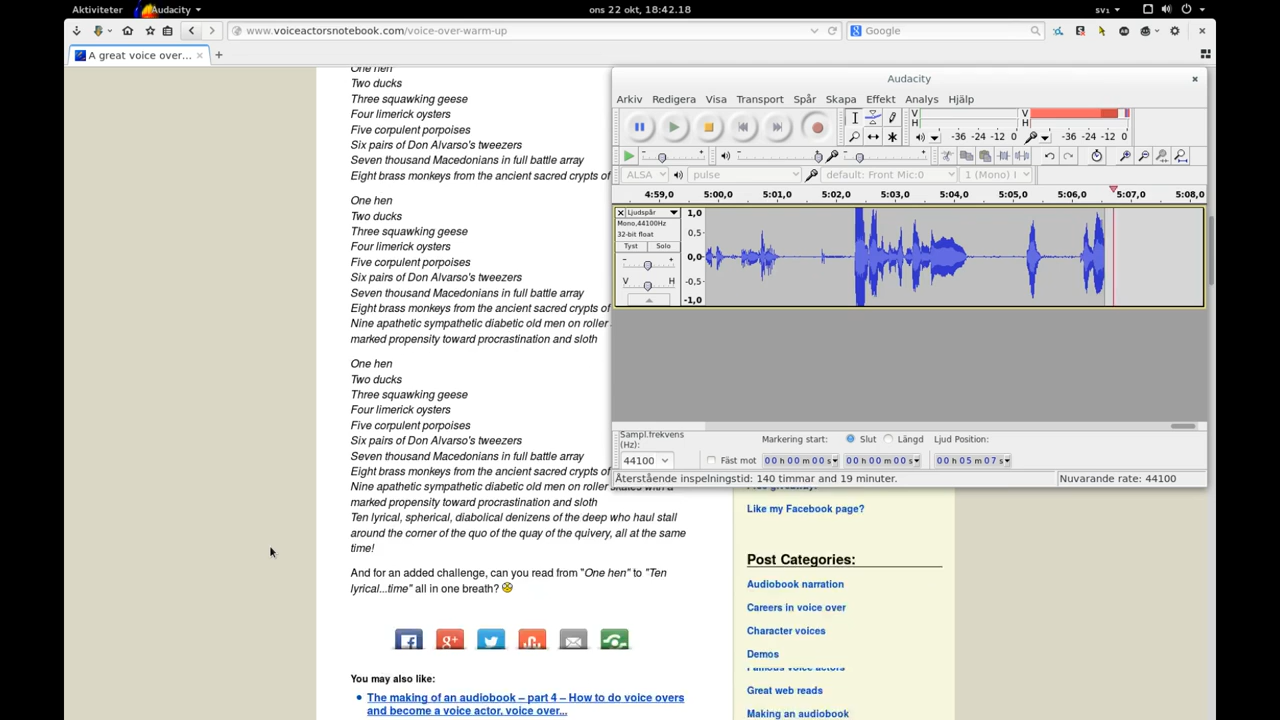 Aktiviteter Audacity ons 22 okt, 18:42.18 sv1
www.voiceactorsnotebook.com/voice-over-warm-up Google
A great voice over...
One hen
Two ducks
Three squawking geese
Four limerick oysters
Five corpulent porpoises
Six pairs of Don Alvarso's tweezers
Seven thousand Macedonians in full battle array
Eight brass monkeys from the ancient sacred crypts of
One hen
Two ducks
Three squawking geese
Four limerick oysters
Five corpulent porpoises
Six pairs of Don Alvarso's tweezers
Seven thousand Macedonians in full battle array
Eight brass monkeys from the ancient sacred crypts of
Nine apathetic sympathetic diabetic old men on roller
marked propensity toward procrastination and sloth
One hen
Two ducks
Three squawking geese
Four limerick oysters
Five corpulent porpoises
Six pairs of Don Alvarso's tweezers
Seven thousand Macedonians in full battle array
Eight brass monkeys from the ancient sacred crypts of
Nine apathetic sympathetic diabetic old men on roller skates with a
marked propensity toward procrastination and sloth
Ten lyrical, spherical, diabolical denizens of the deep who haul stall
around the corner of the quo of the quay of the quivery, all at the same
time!
And for an added challenge, can you read from "One hen" to "Ten
lyrical...time" all in one breath?
You may also like:
The making of an audiobook – part 4 – How to do voice overs
and become a voice actor, voice over...
Audacity
Arkiv Redigera Visa Transport Spår Skapa Effekt Analys Hjälp
V V
H -36 -24 -12 0 H -36 -24 -12 0
ALSA pulse default: Front Mic:0 1 (Mono) I
4:59,0 5:00,0 5:01,0 5:02,0 5:03,0 5:04,0 5:05,0 5:06,0 5:07,0 5:08,0
Ljudspår 1,0
Mono,44100Hz
32-bit float 0,5
Tyst Solo
- + 0,0
V H -0,5
-1,0
Sampl.frekvens
(Hz): Markering start: Slut Längd Ljud Position:
44100 Fäst mot 00 h 00 m 00 s 00 h 00 m 00 s 00 h 05 m 07 s
Återstående inspelningstid: 140 timmar and 19 minuter. Nuvarande rate: 44100
Like my Facebook page?
Post Categories:
Audiobook narration
Careers in voice over
Character voices
Demos
Famous voice actors
Great web reads
Making an audiobook